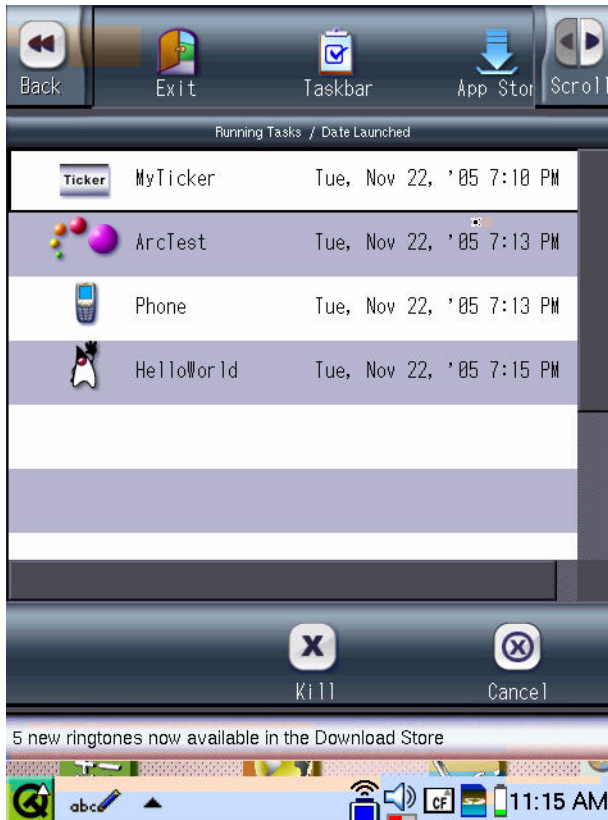 Back
Exit
Taskbar
App Stor
Scroll
Running Tasks / Date Launched
Ticker MyTicker Tue, Nov 22, '05 7:10 PM
ArcTest Tue, Nov 22, '05 7:13 PM
Phone Tue, Nov 22, '05 7:13 PM
HelloWorld Tue, Nov 22, '05 7:15 PM
Kill
Cancel
5 new ringtones now available in the Download Store
abc CF 11:15 AM